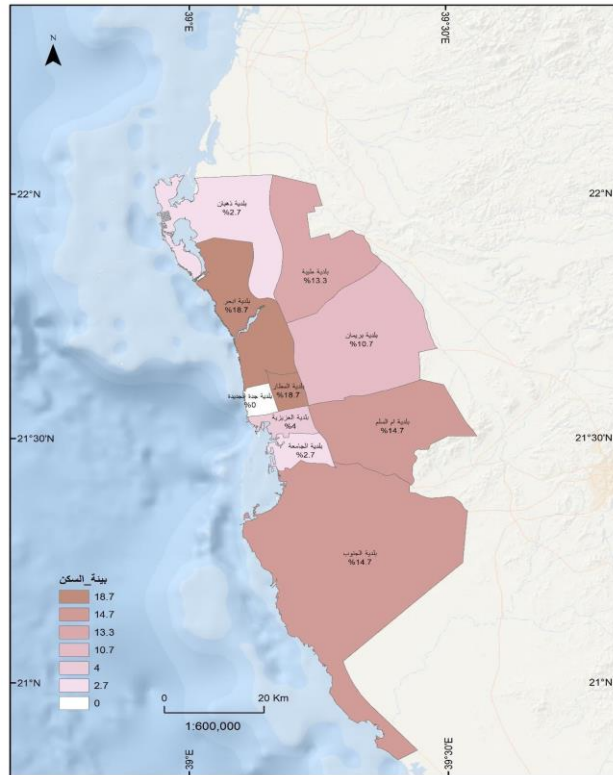 39°E
39°30'E
N
22°N
22°N
بلدية ذهبان
%2.7
بلدية طيبة
%13.3
بلدية ابحر
%18.7
بلدية بريمان
%10.7
بلدية المطار
%18.7
بلدية جدة الجديدة
%0
بلدية العزيزية
%4
بلدية ام السلم
%14.7
21°30'N
21°30'N
بلدية الجامعة
%2.7
بلدية الجنوب
%14.7
بيئة_السكن
18.7
14.7
13.3
10.7
4
2.7
0
21°N
21°N
0 20 Km
1:600,000
39°E
39°30'E